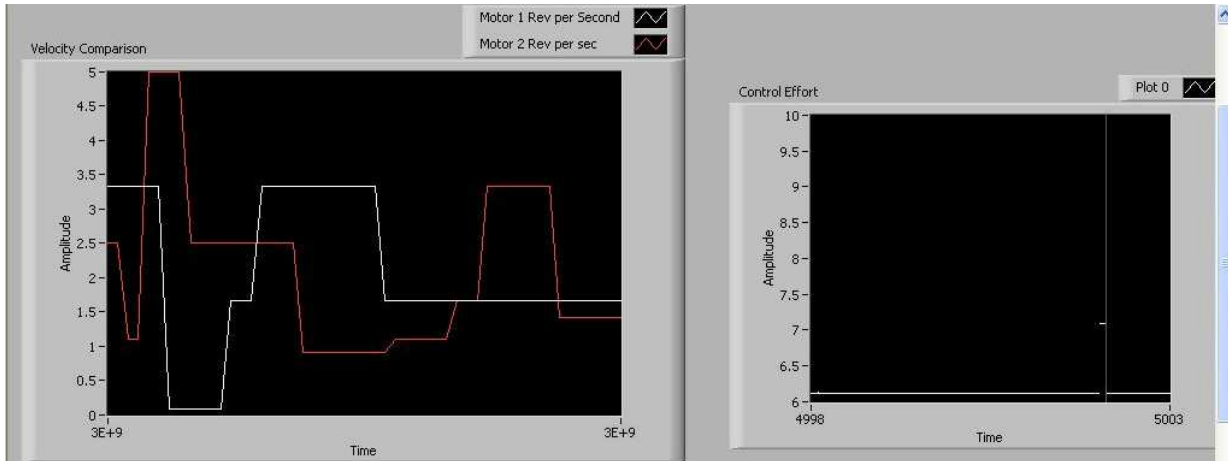 Motor 1 Rev per Second
Motor 2 Rev per sec
Velocity Comparison
5
4.5
4
3.5
3
2.5
2
1.5
1
0.5
0
Amplitude
3E+9
3E+9
Time
Plot 0
Control Effort
10
9.5
9
8.5
8
7.5
7
6.5
6
Amplitude
4998
5003
Time